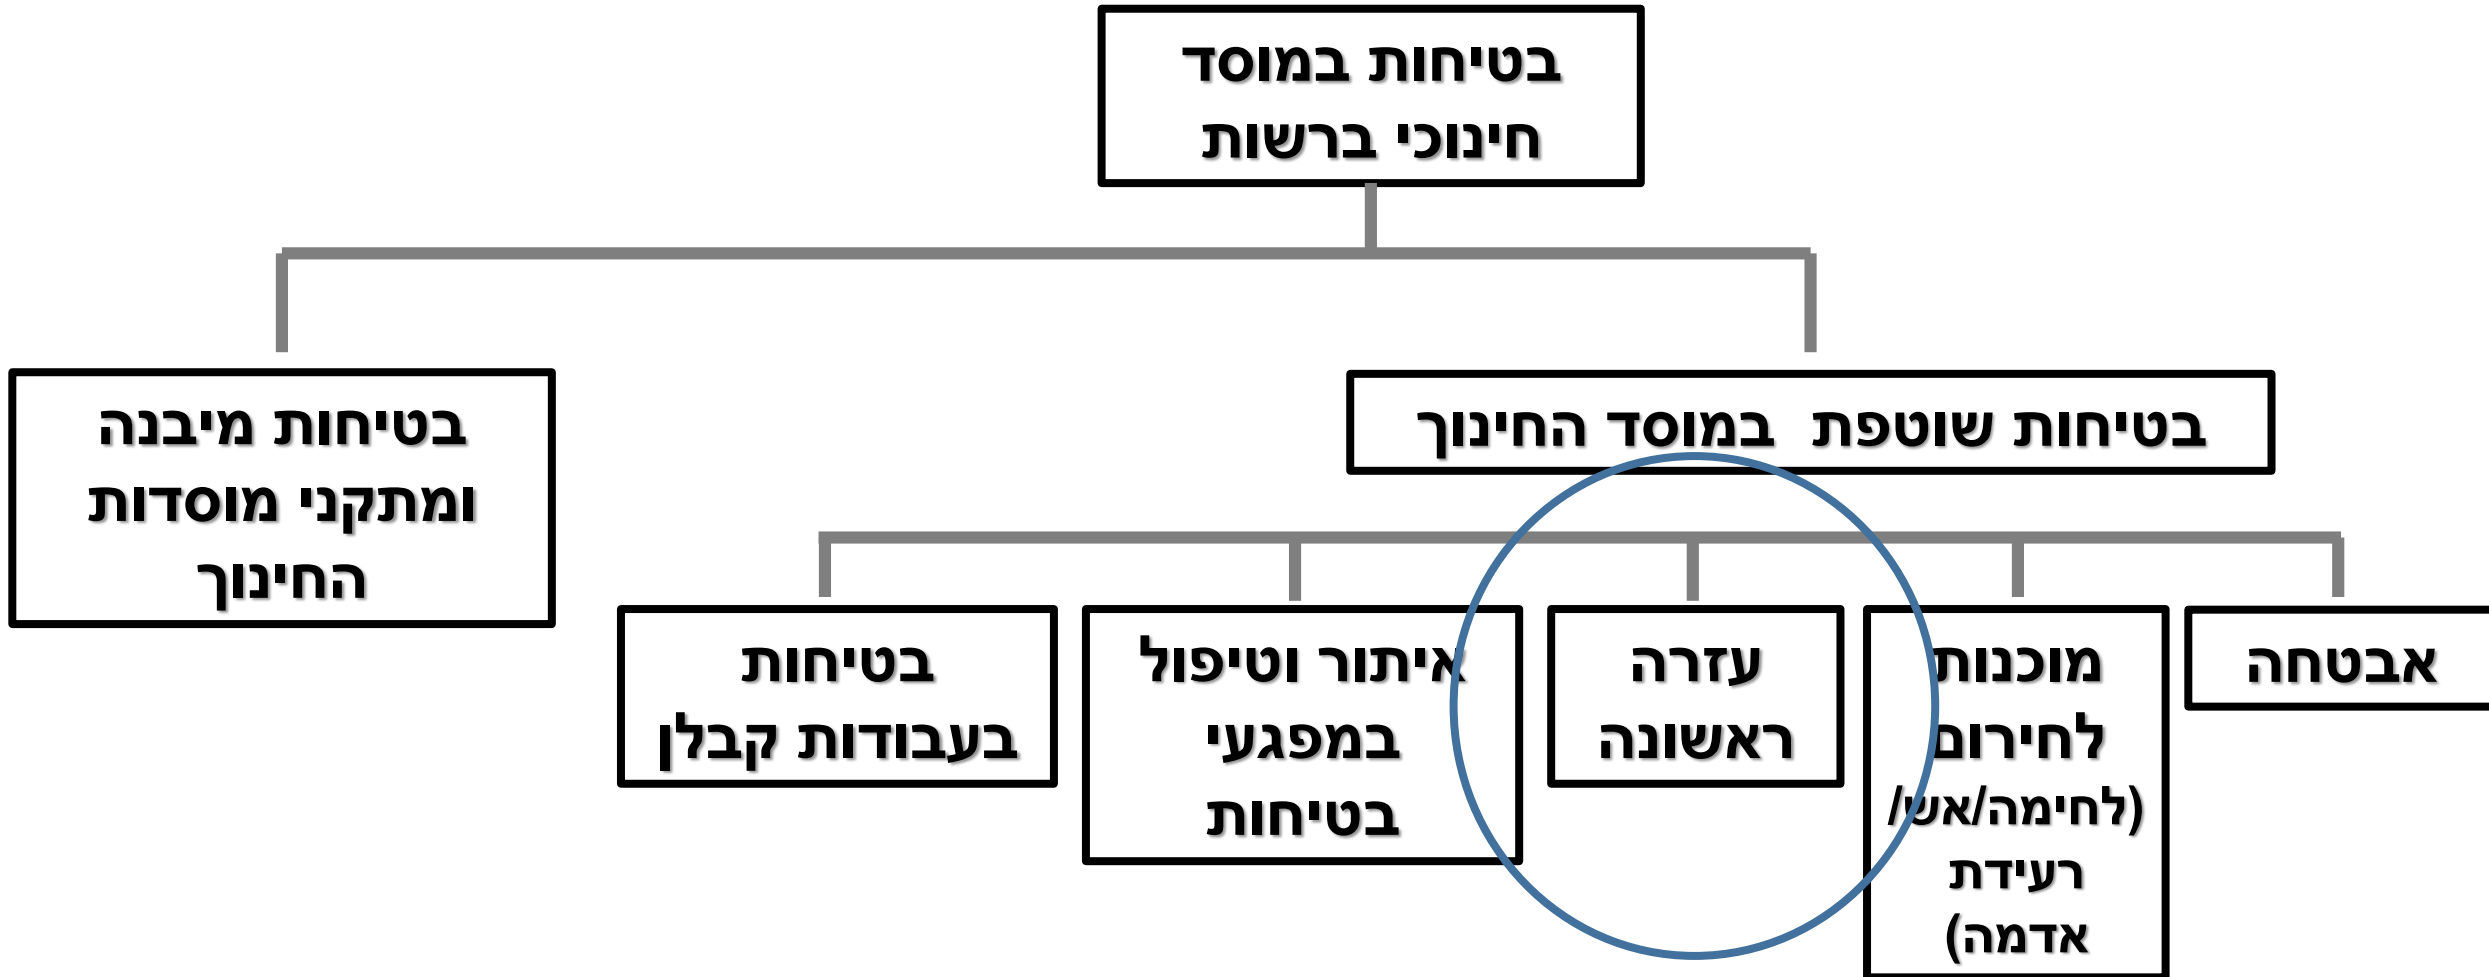 בטיחות במוסד
חינוכי ברשות
בטיחות שוטפת במוסד החינוך
בטיחות מיבנה
ומתקני מוסדות
החינוך
אבטחה
מוכנות
לחירום
(לחימה/אש/
רעידת
אדמה)
עזרה
ראשונה
איתור וטיפול
במפגעי
בטיחות
בטיחות
בעבודות קבלן